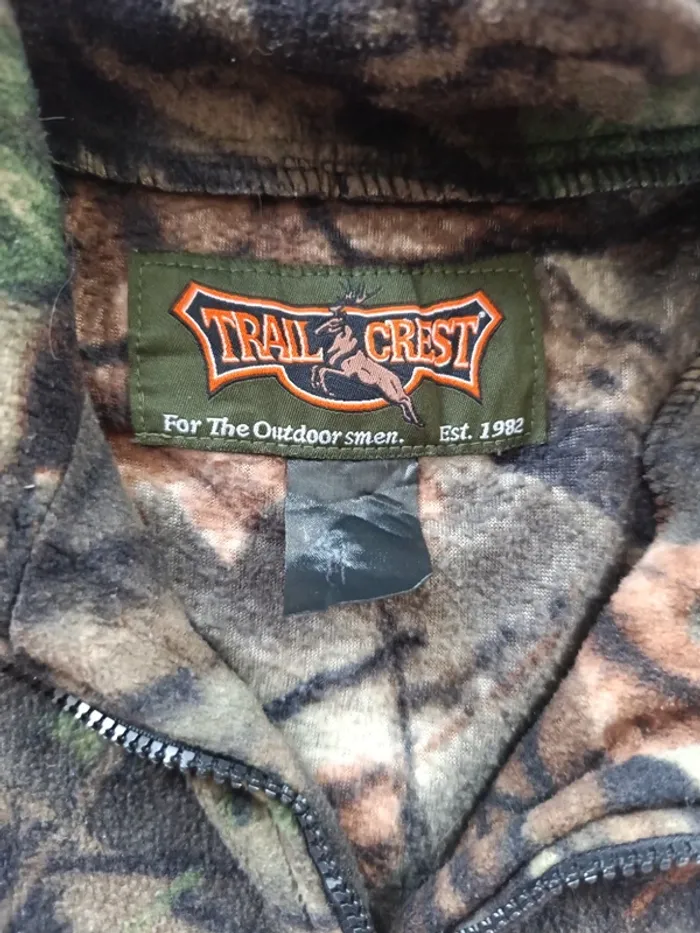 TRAIL CREST®
For The Outdoorsmen. Est. 1982